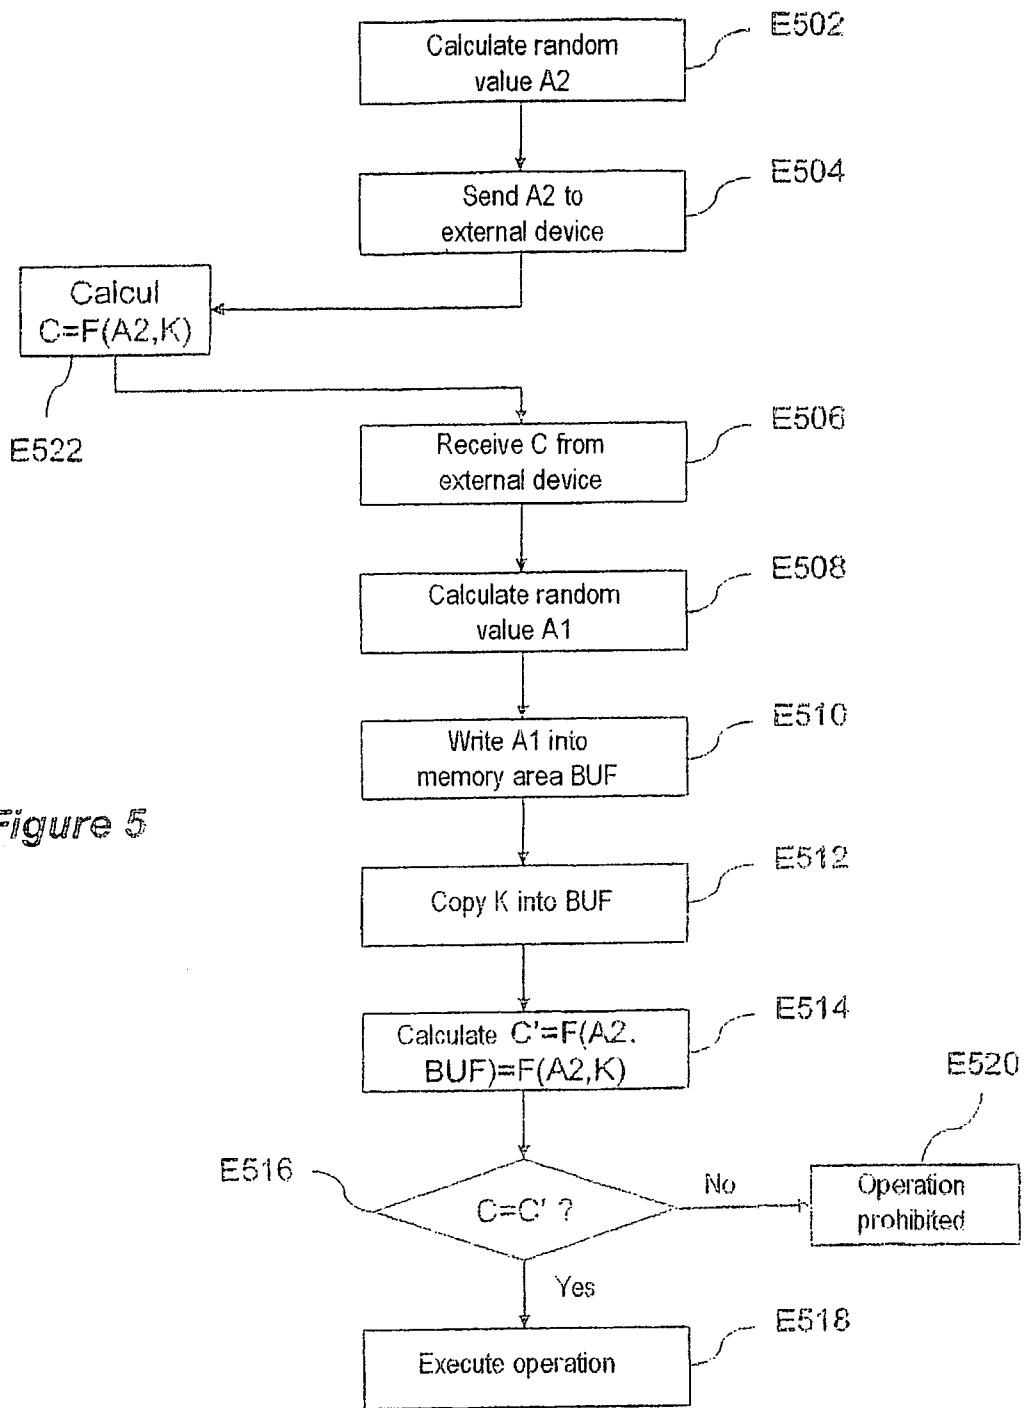 E502
Calculate random
value A2
E504
Send A2 to
external device
Calcul
C=F(A2,K)
E522
E506
Receive C from
external device
E508
Calculate random
value A1
E510
Write A1 into
memory area BUF
Figure 5
E512
Copy K into BUF
E514
Calculate C'=F(A2.
BUF)=F(A2,K)
E520
E516
C=C' ?
No
Operation
prohibited
Yes
E518
Execute operation